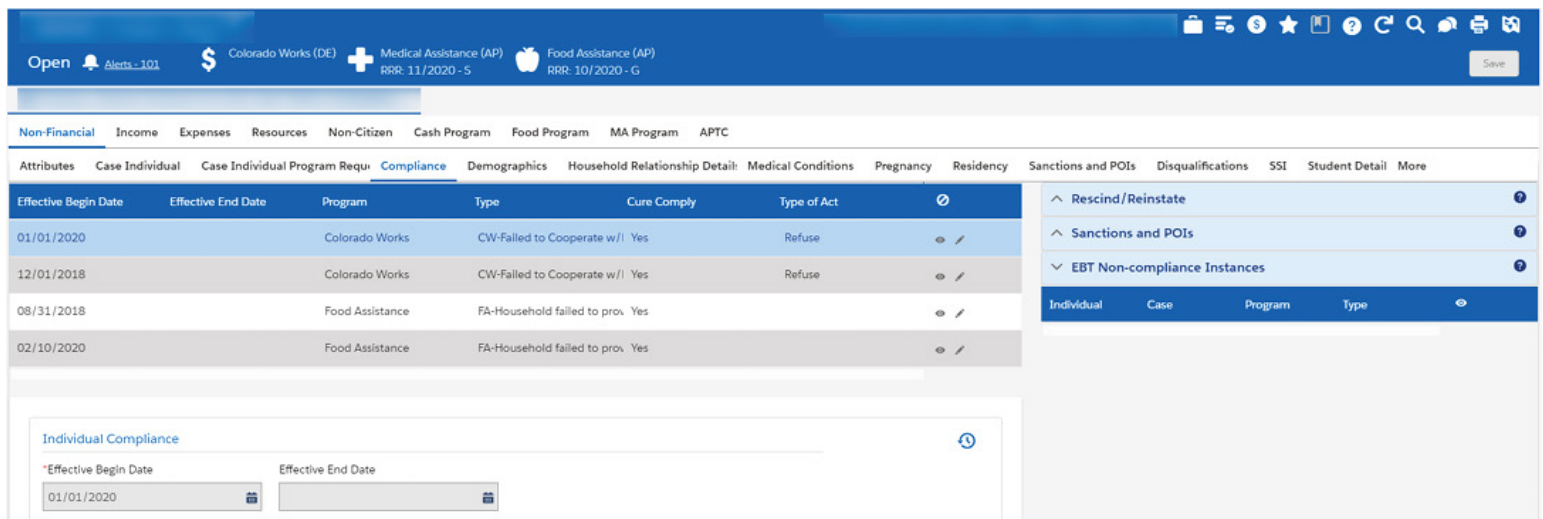 Open Alerts - 101 Colorado Works (DE) Medical Assistance (AP) Food Assistance (AP) Save
RRR: 11/2020 - S RRR: 10/2020 - G
Non-Financial Income Expenses Resources Non-Citizen Cash Program Food Program MA Program APTC
Attributes Case Individual Case Individual Program Requ Compliance Demographics Household Relationship Detail Medical Conditions Pregnancy Residency Sanctions and POIs Disqualifications SSI Student Detail More
Effective Begin Date Effective End Date Program Type Cure Comply Type of Act
01/01/2020 Colorado Works CW-Failed to Cooperate w/ Yes Refuse
12/01/2018 Colorado Works CW-Failed to Cooperate w/ Yes Refuse
08/31/2018 Food Assistance FA-Household failed to prov Yes
02/10/2020 Food Assistance FA-Household failed to prov Yes
Rescind/Reinstate
Sanctions and POIs
EBT Non-compliance Instances
Individual Case Program Type
Individual Compliance
*Effective Begin Date Effective End Date
01/01/2020